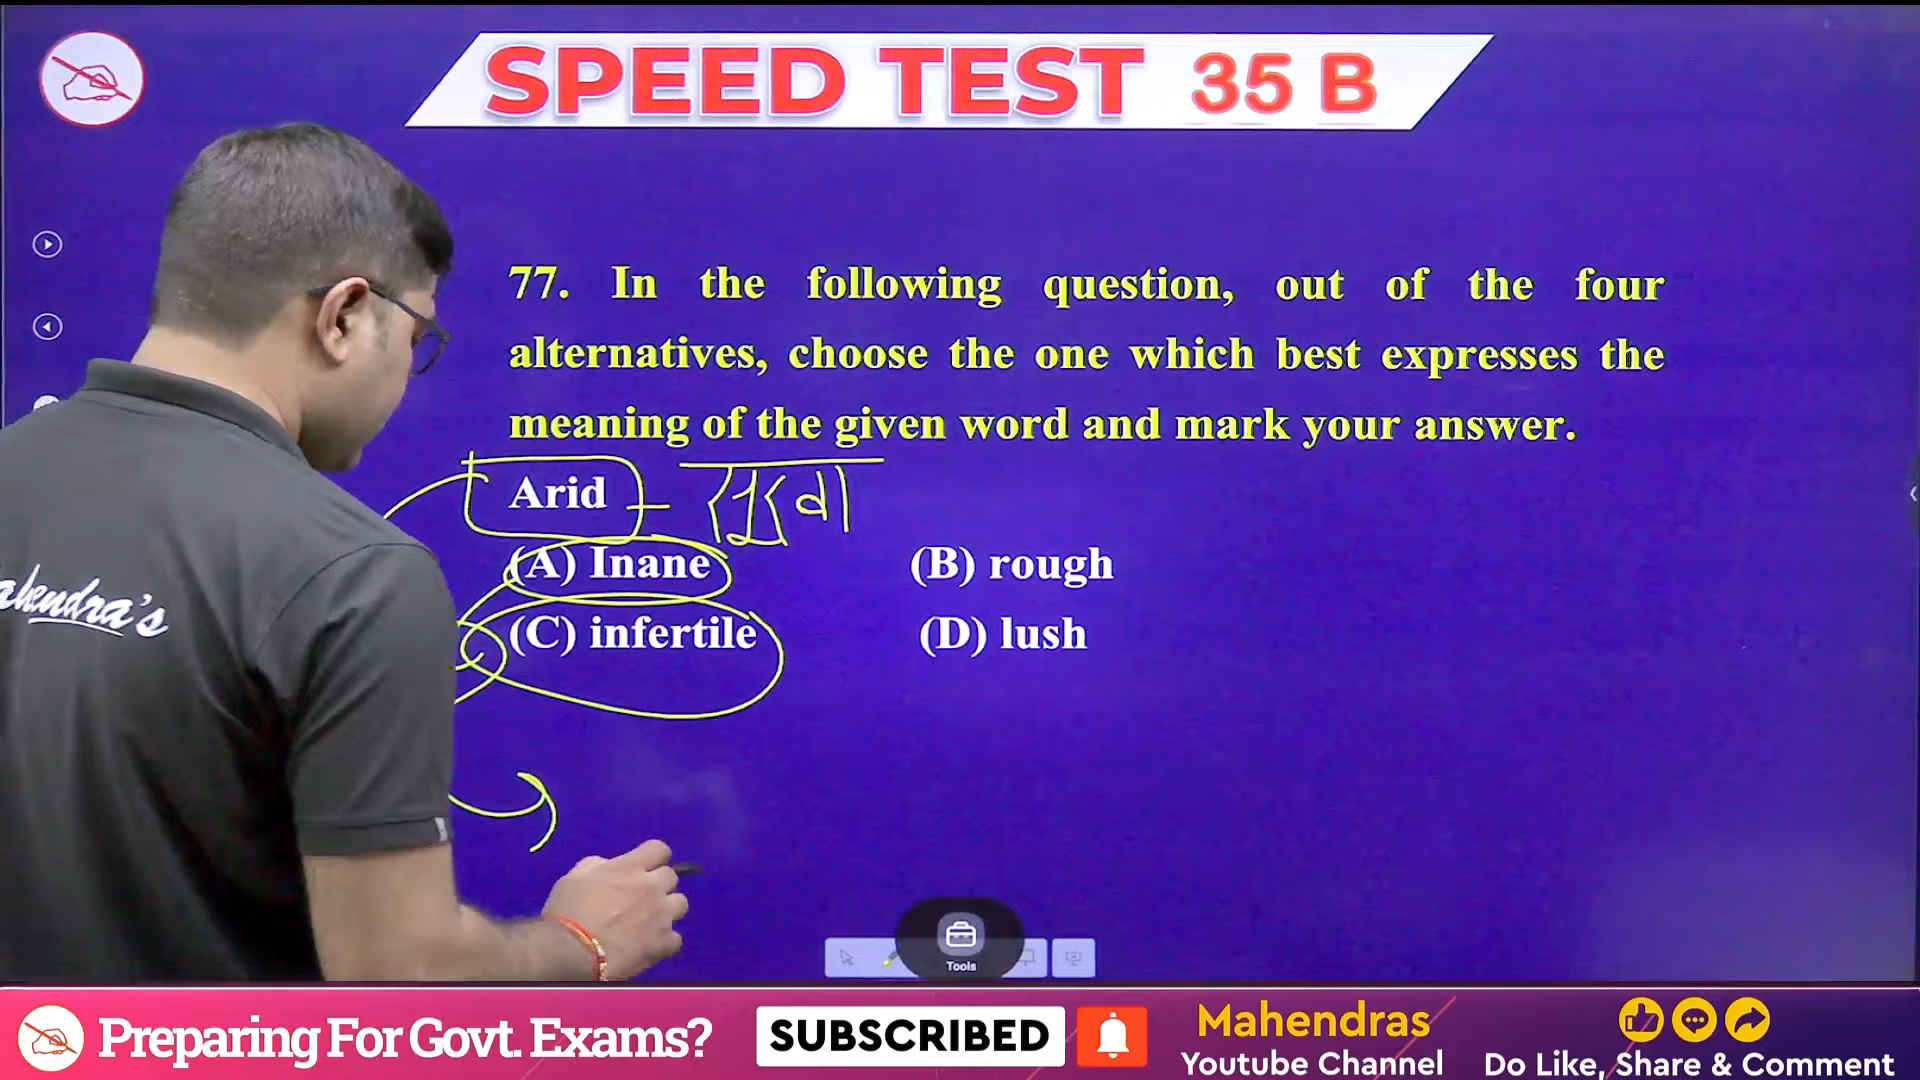 SPEED TEST 35 B
77. In the following question, out of the four
alternatives, choose the one which best expresses the
meaning of the given word and mark your answer.
Arid – सूखा
(A) Inane (B) rough
(C) infertile (D) lush
Mahendra's
Tools
Preparing For Govt. Exams?
SUBSCRIBED
Mahendras
Youtube Channel
Do Like, Share & Comment